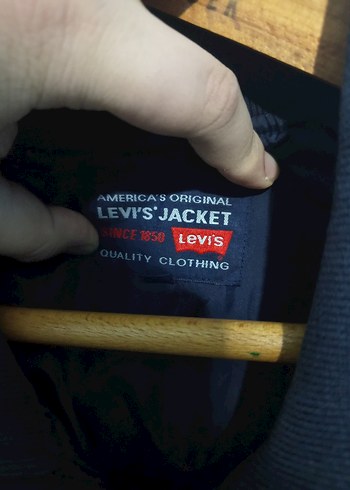 AMERICA'S ORIGINAL
LEVI'S® JACKET
SINCE 1850 Levi's
QUALITY CLOTHING